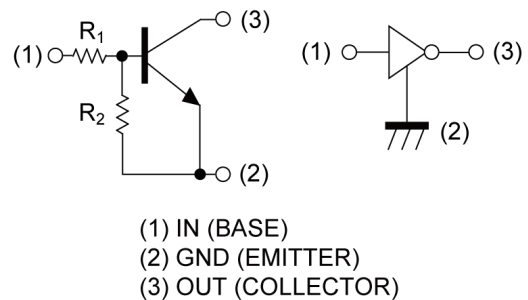 (3)
R1
(1)
R2
(2)
(1)
(3)
(2)
(1) IN (BASE)
(2) GND (EMITTER)
(3) OUT (COLLECTOR)